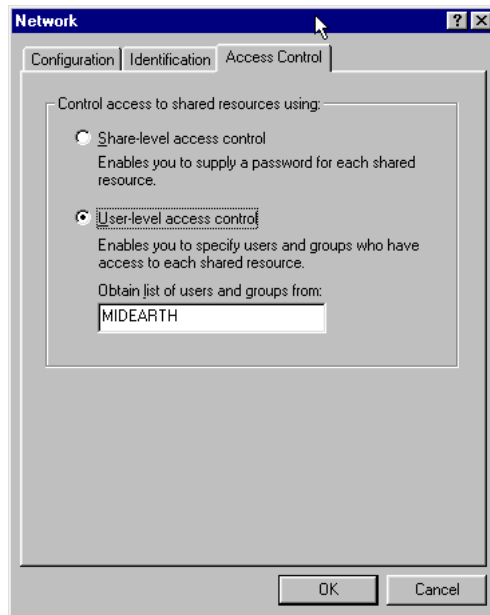 Network
Configuration Identification Access Control
Control access to shared resources using:
Share-level access control
Enables you to supply a password for each shared
resource.
User-level access control
Enables you to specify users and groups who have
access to each shared resource.
Obtain list of users and groups from:
MIDEARTH
OK Cancel